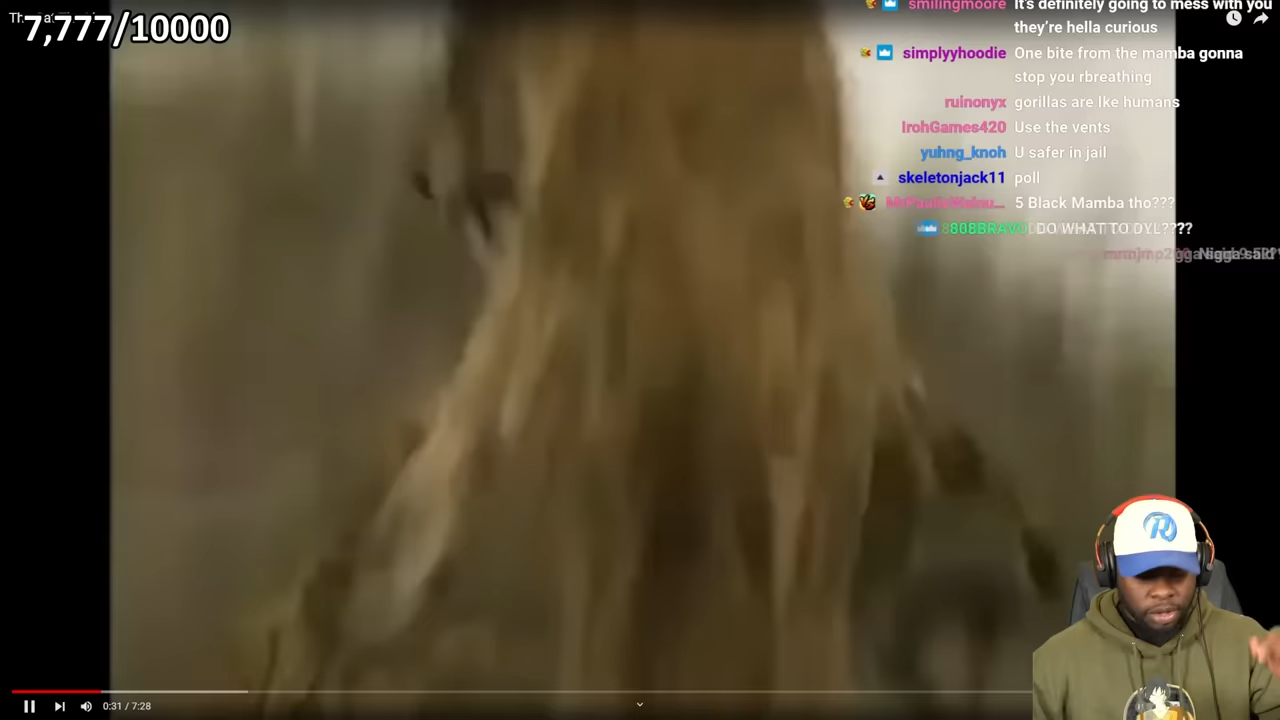 7,777/10000
smilingmoore It's definitely going to mess with you
they're hella curious
simplyyhoodie One bite from the mamba gonna
stop you rbreathing
ruinonyx gorillas are lke humans
IrohGames420 Use the vents
yuhng_knoh U safer in jail
skeletonjack11 poll
5 Black Mamba tho???
808BRAVO DO WHAT TO DYL????
0:31 / 7:28